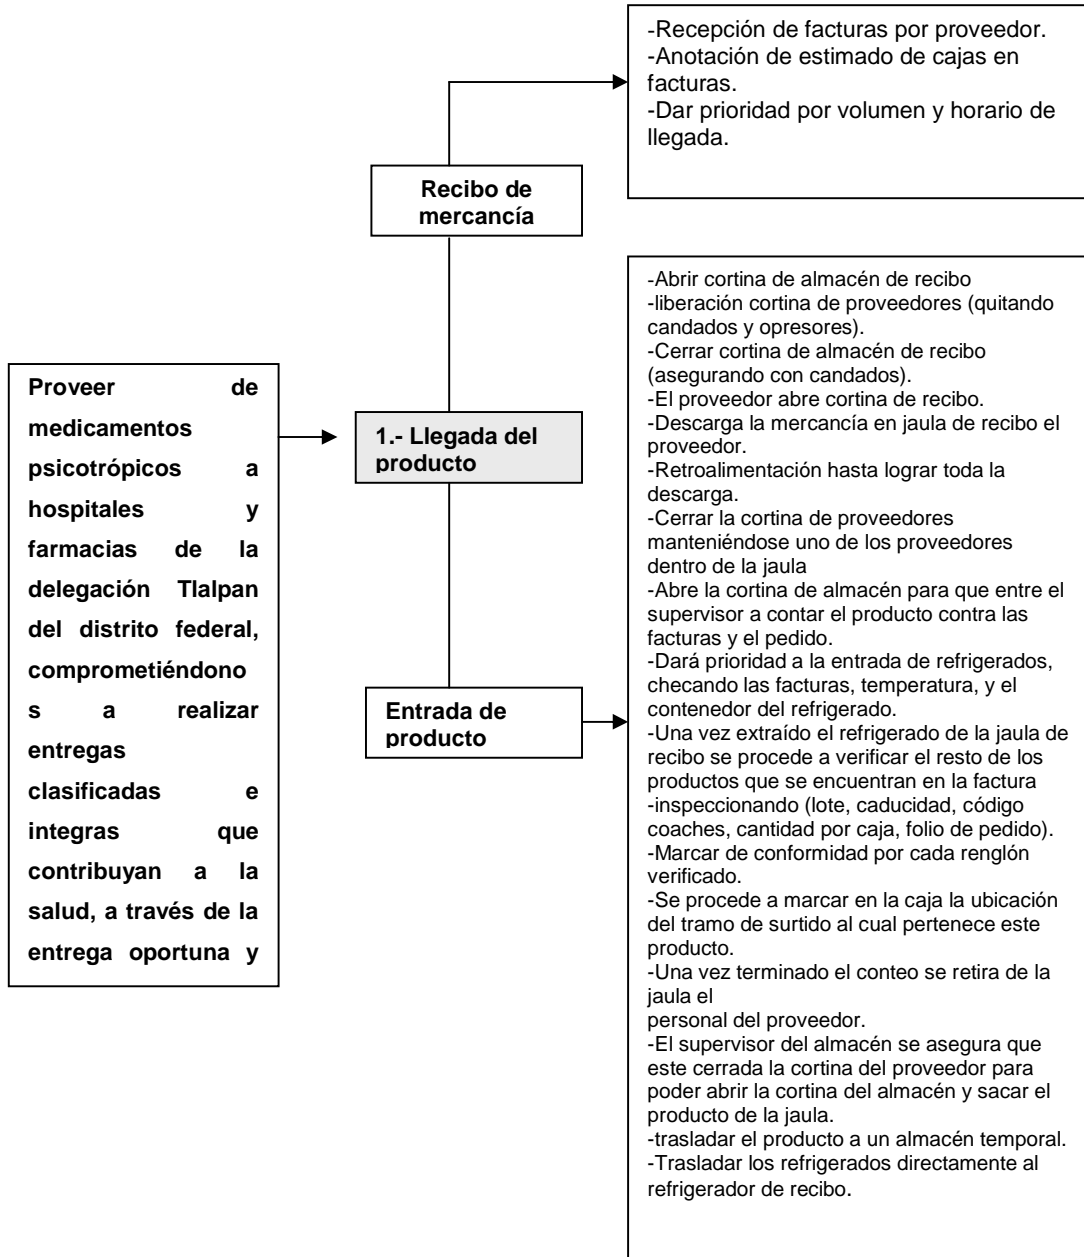 -Recepción de facturas por proveedor.
-Anotación de estimado de cajas en
facturas.
-Dar prioridad por volumen y horario de
llegada.
Recibo de
mercancía
-Abrir cortina de almacén de recibo
-liberación cortina de proveedores (quitando
candados y opresores).
-Cerrar cortina de almacén de recibo
(asegurando con candados).
-El proveedor abre cortina de recibo.
-Descarga la mercancía en jaula de recibo el
proveedor.
-Retroalimentación hasta lograr toda la
descarga.
-Cerrar la cortina de proveedores
manteniéndose uno de los proveedores
dentro de la jaula
-Abre la cortina de almacén para que entre el
supervisor a contar el producto contra las
facturas y el pedido.
-Dará prioridad a la entrada de refrigerados,
checando las facturas, temperatura, y el
contenedor del refrigerado.
-Una vez extraído el refrigerado de la jaula de
recibo se procede a verificar el resto de los
productos que se encuentran en la factura
-inspeccionando (lote, caducidad, código
coaches, cantidad por caja, folio de pedido).
-Marcar de conformidad por cada renglón
verificado.
-Se procede a marcar en la caja la ubicación
del tramo de surtido al cual pertenece este
producto.
-Una vez terminado el conteo se retira de la
jaula el
personal del proveedor.
-El supervisor del almacén se asegura que
este cerrada la cortina del proveedor para
poder abrir la cortina del almacén y sacar el
producto de la jaula.
-trasladar el producto a un almacén temporal.
-Trasladar los refrigerados directamente al
refrigerador de recibo.
Proveer de
medicamentos
psicotrópicos a
hospitales y
farmacias de la
delegación Tlalpan
del distrito federal,
comprometiéndono
s a realizar
entregas
clasificadas e
integras que
contribuyan a la
salud, a través de la
entrega oportuna y
1.- Llegada del
producto
Entrada de
producto